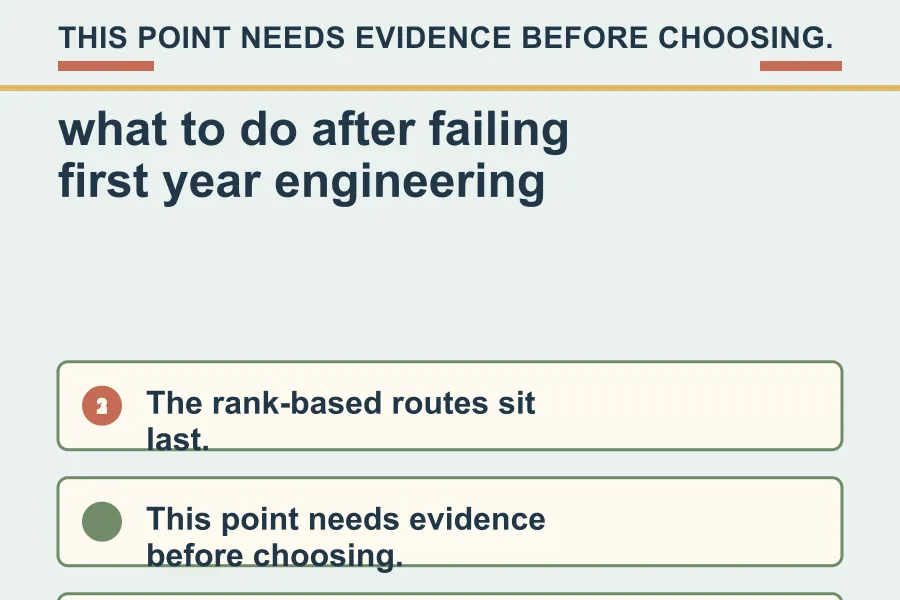 THIS POINT NEEDS EVIDENCE BEFORE CHOOSING.
what to do after failing
first year engineering
The rank-based routes sit
last.
This point needs evidence
before choosing.